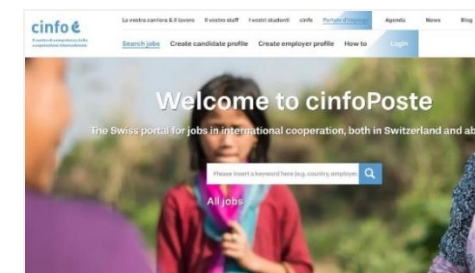 cinfo
Il centro di competenza della
cooperazione internazionale
La vostra carriera & Il lavoro Il vostro staff I vostri studenti cinfo Portale d'impiego Agenda News Blog
Search jobs Create candidate profile Create employer profile How to Login
Welcome to cinfoPoste
The Swiss portal for jobs in international cooperation, both in Switzerland and ab
Please insert a keyword here (e.g. country, employer,
All jobs